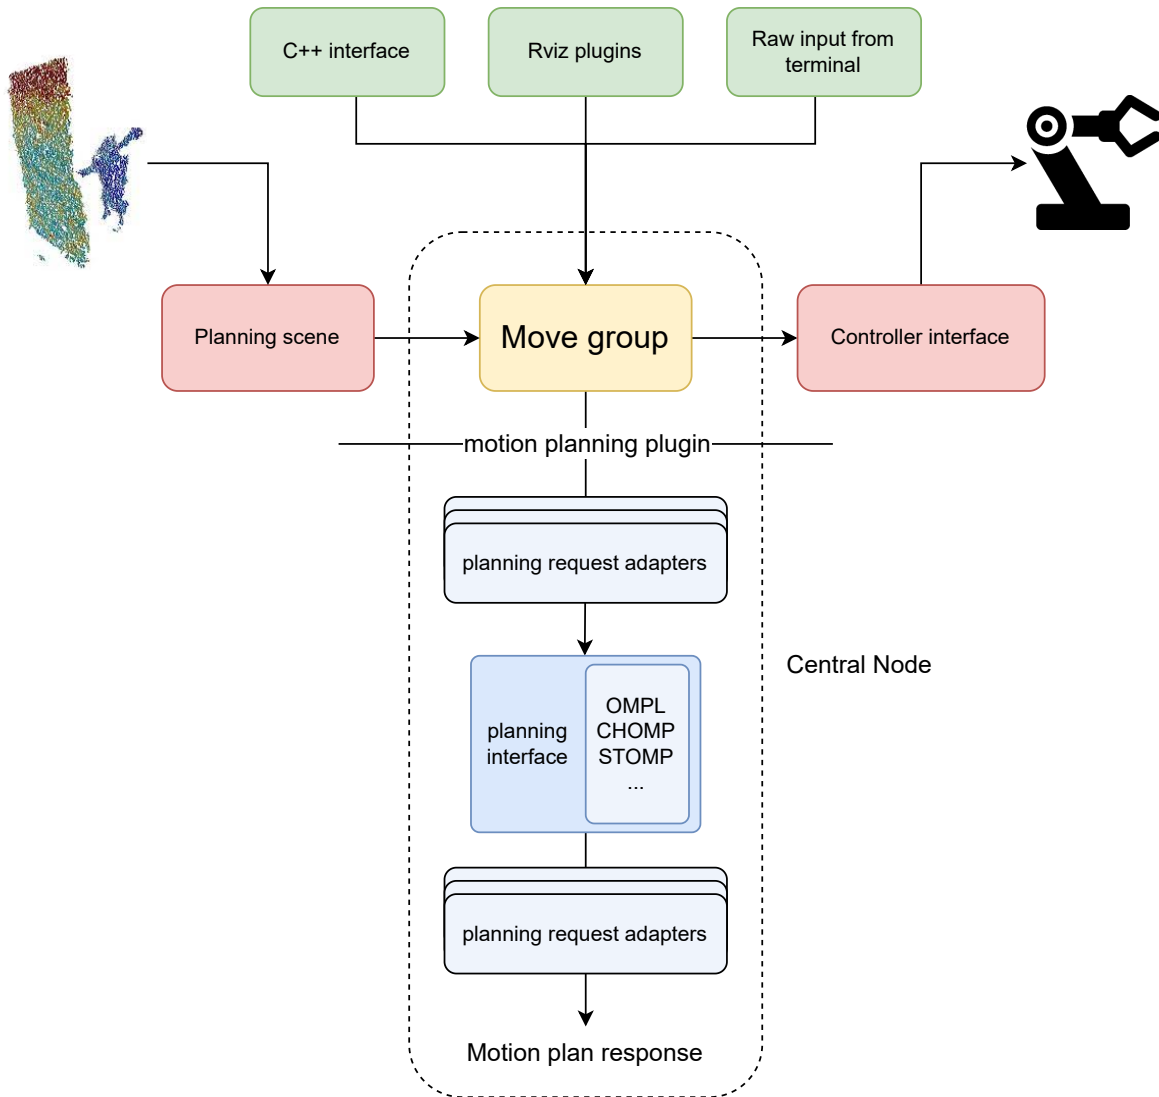 C++ interface
Rviz plugins
Raw input from
terminal
Planning scene
Move group
Controller interface
motion planning plugin
planning request adapters
Central Node
planning
interface
OMPL
CHOMP
STOMP
...
planning request adapters
Motion plan response